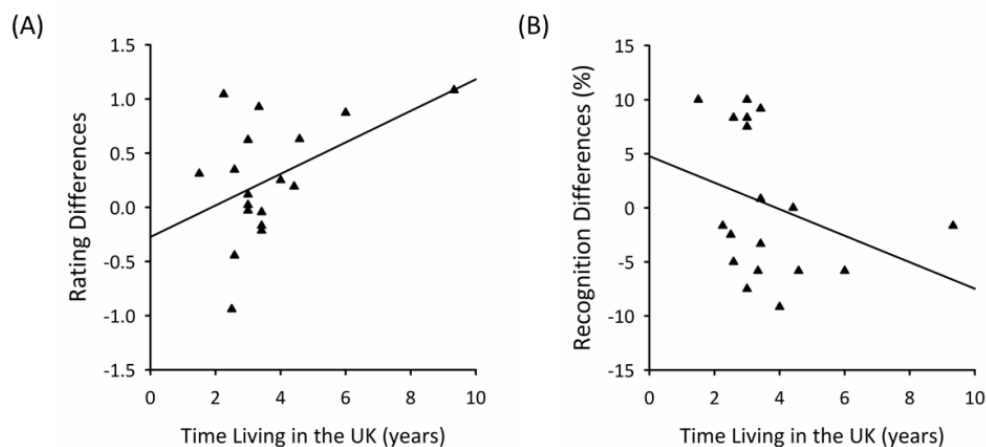 (A)
1.5
1.0
0.5
0.0
-0.5
-1.0
-1.5
Rating Differences
0 2 4 6 8 10
Time Living in the UK (years)
(B)
15
10
5
0
-5
-10
-15
Recognition Differences (%)
0 2 4 6 8 10
Time Living in the UK (years)